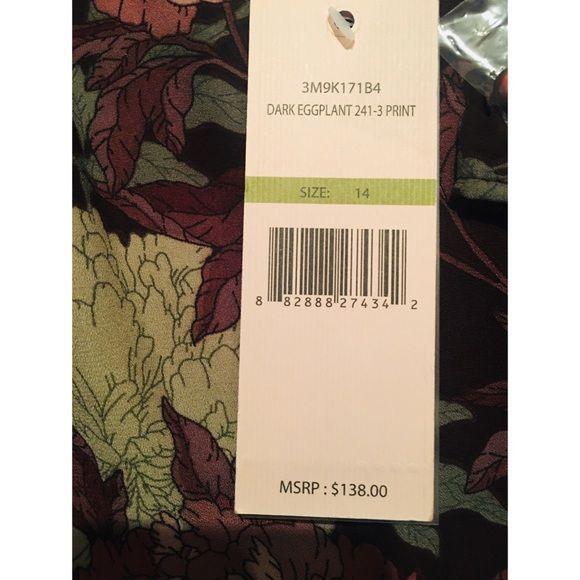 3M9K171B4
DARK EGGPLANT 241-3 PRINT
SIZE: 14
8 82888 27434 2
MSRP : $138.00